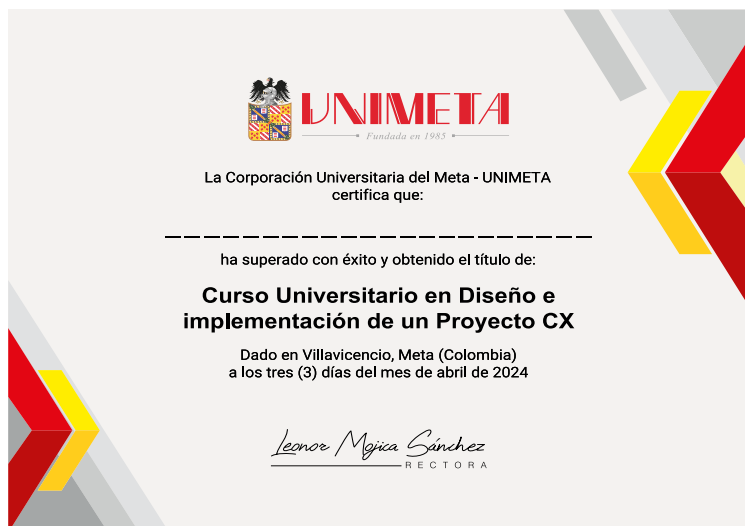 UNIMETA
Fundada en 1985
La Corporación Universitaria del Meta - UNIMETA
certifica que:
ha superado con éxito y obtenido el título de:
Curso Universitario en Diseño e
implementación de un Proyecto CX
Dado en Villavicencio, Meta (Colombia)
a los tres (3) días del mes de abril de 2024
Leonor Mojica Sánchez
RECTORA